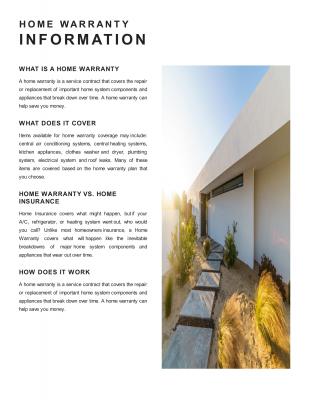 HOME WARRANTY
INFORMATION
WHAT IS A HOME WARRANTY
A home warranty is a service contract that covers the repair
or replacement of important home system components and
appliances that break down over time. A home warranty can
help save you money.
WHAT DOES IT COVER
Items available for home warranty coverage may include:
central air conditioning systems, central heating systems,
kitchen appliances, clothes washer and dryer, plumbing
system, electrical system and roof leaks. Many of these
items are covered based on the home warranty plan that
you choose.
HOME WARRANTY VS. HOME
INSURANCE
Home Insurance covers what might happen, but if your
A/C, refrigerator, or heating system went out, who would
you call? Unlike most homeowners insurance, a Home
Warranty covers what will happen like the inevitable
breakdowns of major home system components and
appliances that wear out over time.
HOW DOES IT WORK
A home warranty is a service contract that covers the repair
or replacement of important home system components and
appliances that break down over time. A home warranty can
help save you money.